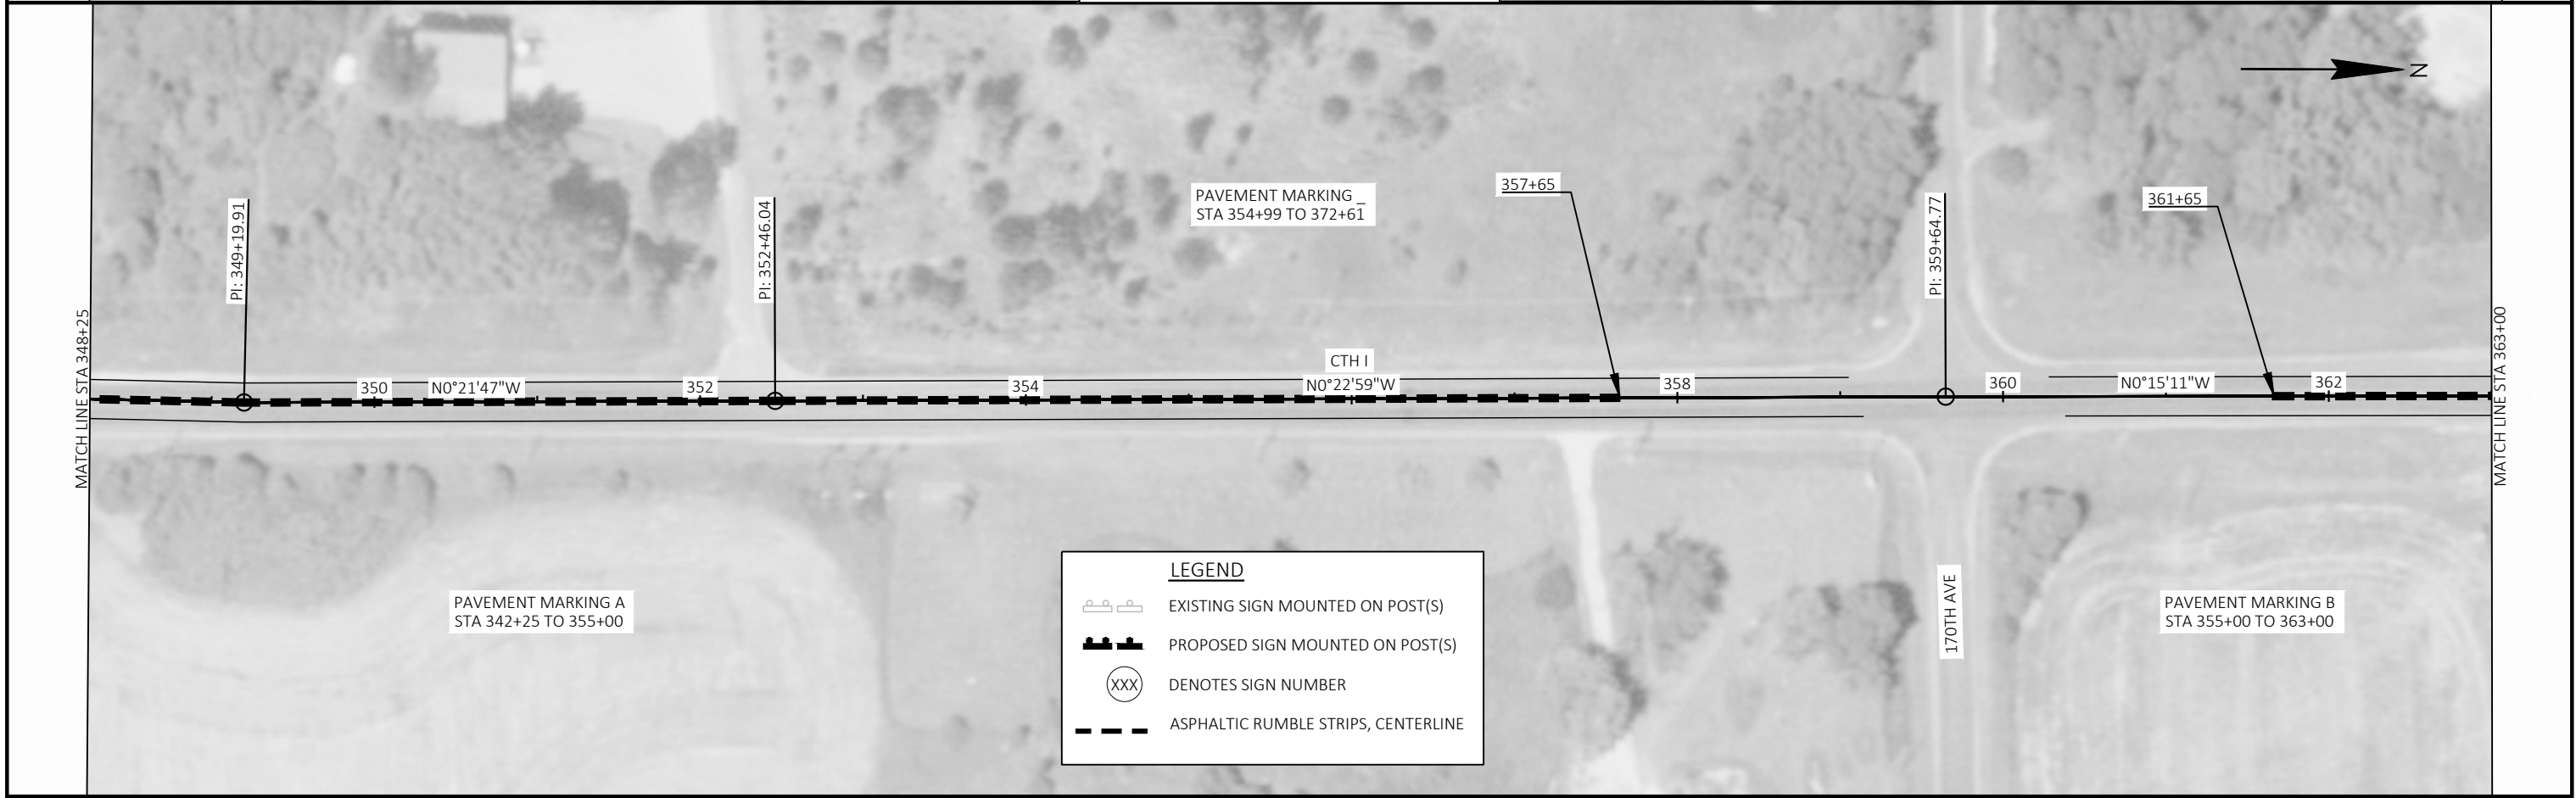 N
357+65
361+65
PI: 349+19.91
PI: 352+46.04
PAVEMENT MARKING _
STA 354+99 TO 372+61
PI: 359+64.77
MATCH LINE STA 348+25
MATCH LINE STA 363+00
CTH I
350
N0°21'47"W
352
354
N0°22'59"W
358
360
N0°15'11"W
362
PAVEMENT MARKING A
STA 342+25 TO 355+00
170TH AVE
PAVEMENT MARKING B
STA 355+00 TO 363+00
LEGEND
EXISTING SIGN MOUNTED ON POST(S)
PROPOSED SIGN MOUNTED ON POST(S)
XXX DENOTES SIGN NUMBER
ASPHALTIC RUMBLE STRIPS, CENTERLINE